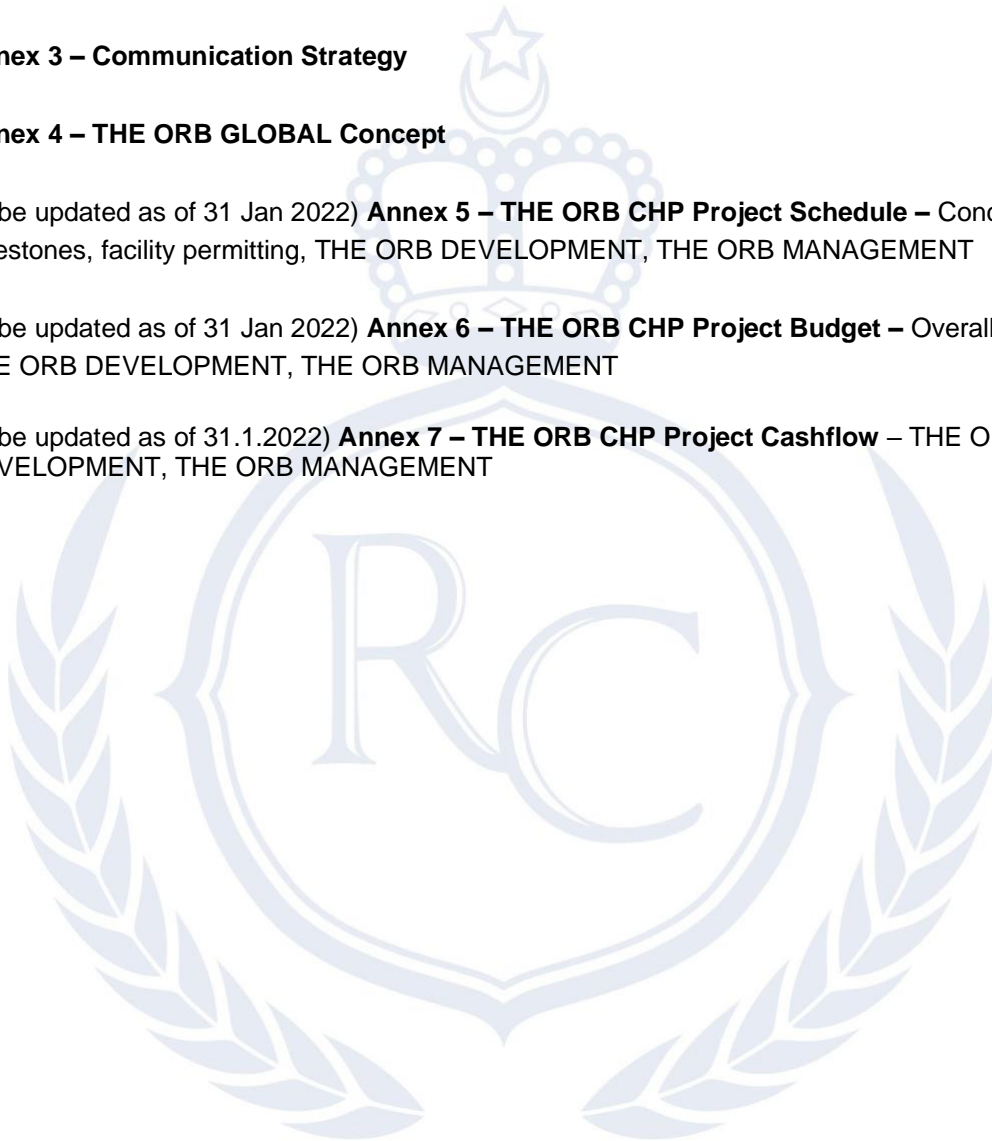 nex 3 – Communication Strategy
nex 4 – THE ORB GLOBAL Concept
be updated as of 31 Jan 2022) Annex 5 – THE ORB CHP Project Schedule – Conc
estones, facility permitting, THE ORB DEVELOPMENT, THE ORB MANAGEMENT
be updated as of 31 Jan 2022) Annex 6 – THE ORB CHP Project Budget – Overall
E ORB DEVELOPMENT, THE ORB MANAGEMENT
be updated as of 31.1.2022) Annex 7 – THE ORB CHP Project Cashflow – THE O
VELOPMENT, THE ORB MANAGEMENT
RC